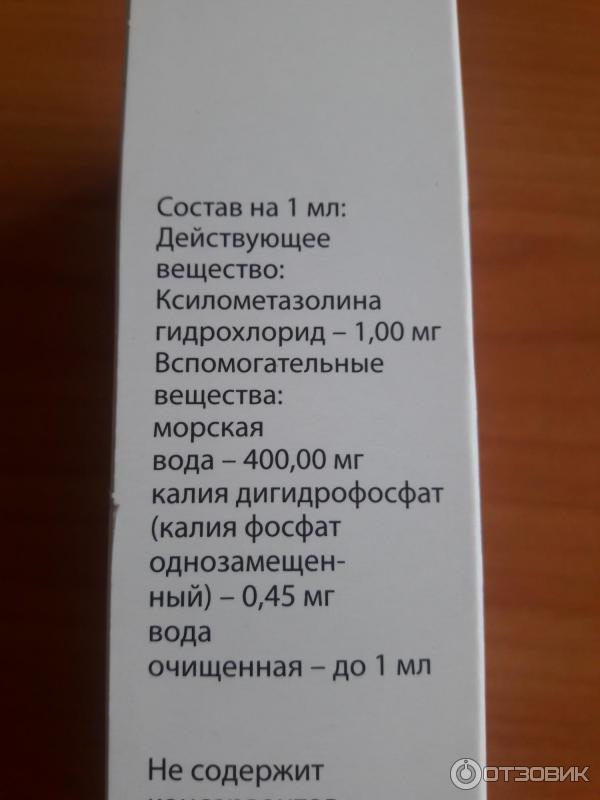 Состав на 1 мл:
Действующее
вещество:
Ксилометазолина
гидрохлорид – 1,00 мг
Вспомогательные
вещества:
морская
вода – 400,00 мг
калия дигидрофосфат
(калия фосфат
однозамещен-
ный) – 0,45 мг
вода
очищенная – до 1 мл
Не содержит
ОТЗОВИК